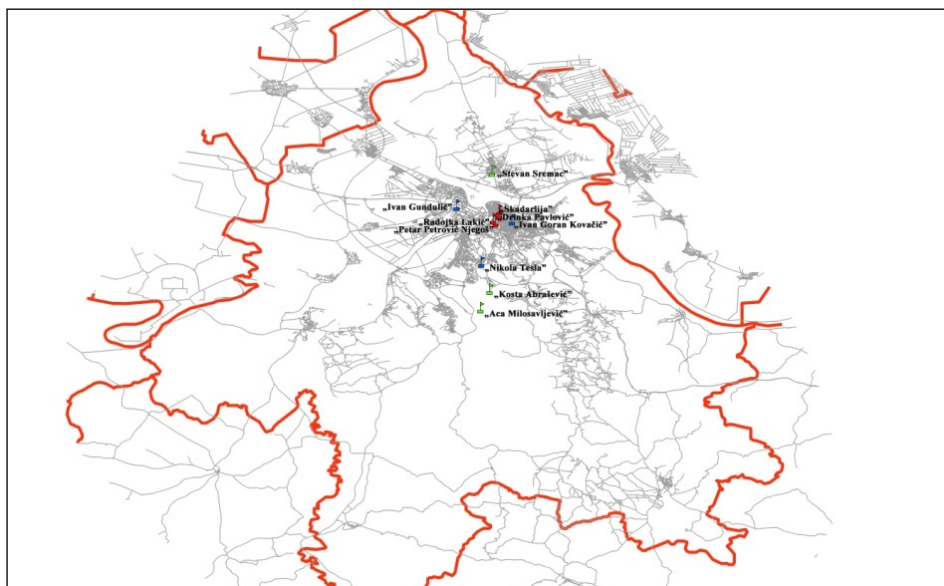 „Stevan Sremac”
„Ivan Gundulić”
„Skadarlija”
„Drinka Pavlović”
„Radojka Lakić”
„Ivan Goran Kovačić”
„Petar Petrović Njegoš”
„Nikola Tesla”
„Kosta Abrašević”
„Aca Milosavljević”